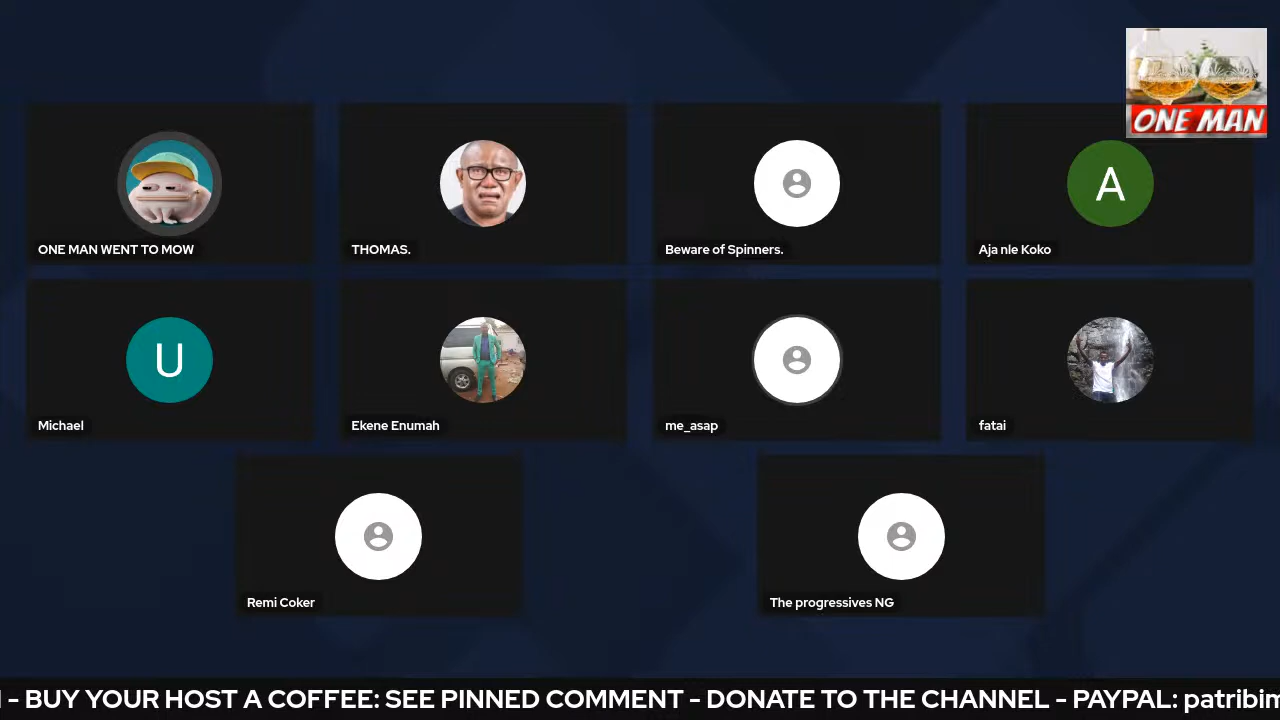 ONE MAN
ONE MAN WENT TO MOW
THOMAS.
Beware of Spinners.
A
Aja nle Koko
U
Michael
Ekene Enumah
me_asap
fatai
Remi Coker
The progressives NG
- BUY YOUR HOST A COFFEE: SEE PINNED COMMENT - DONATE TO THE CHANNEL - PAYPAL: patribim